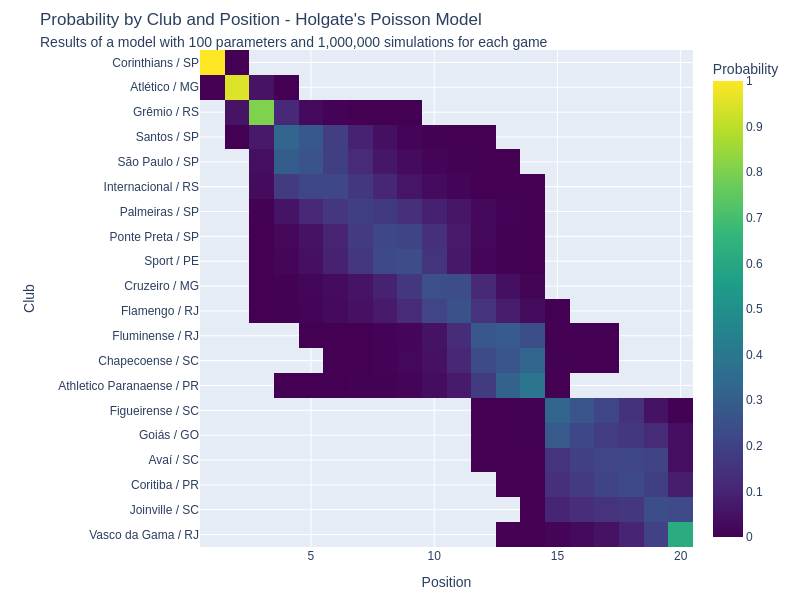 Probability by Club and Position - Holgate's Poisson Model
Results of a model with 100 parameters and 1,000,000 simulations for each game
Probability
Club
Corinthians / SP
Atlético / MG
Grêmio / RS
Santos / SP
São Paulo / SP
Internacional / RS
Palmeiras / SP
Ponte Preta / SP
Sport / PE
Cruzeiro / MG
Flamengo / RJ
Fluminense / RJ
Chapecoense / SC
Athletico Paranaense / PR
Figueirense / SC
Goiás / GO
Avaí / SC
Coritiba / PR
Joinville / SC
Vasco da Gama / RJ
1
0.9
0.8
0.7
0.6
0.5
0.4
0.3
0.2
0.1
0
5
10
15
20
Position